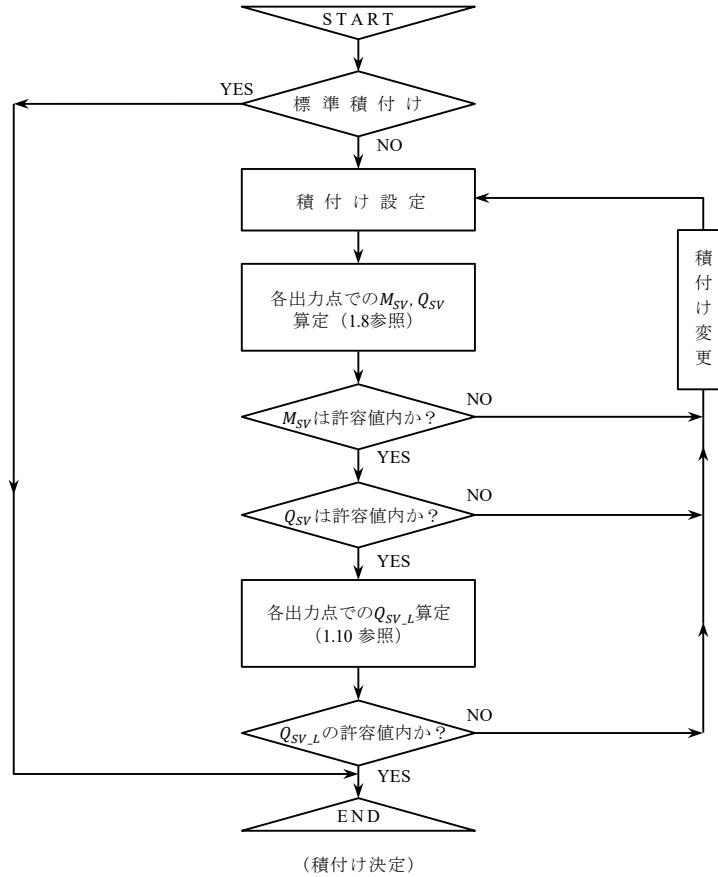 START
YES
標準積付け
NO
積付け設定
積付け変更
各出力点でのM_SV, Q_SV
算定（1.8参照）
NO
M_SVは許容値内か？
YES
NO
Q_SVは許容値内か？
YES
各出力点でのQ_SV_L算定
（1.10 参照）
NO
Q_SV_Lの許容値内か？
YES
END
（積付け決定）